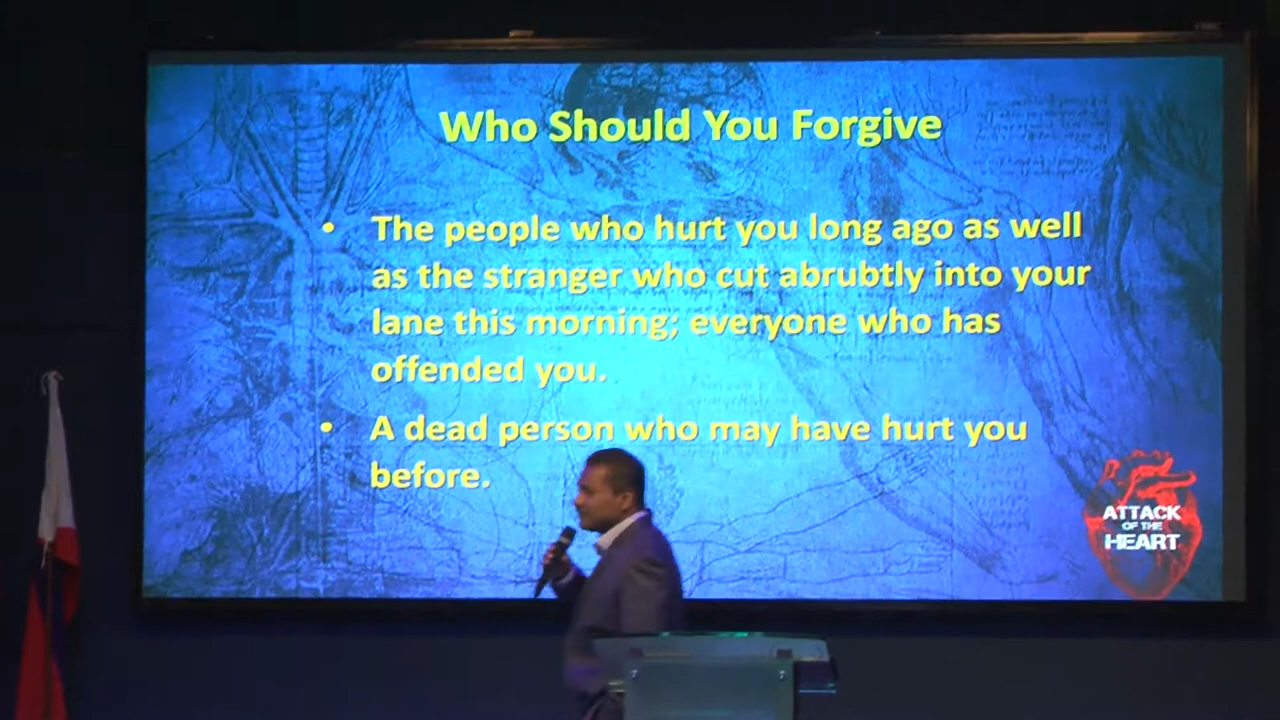 Who Should You Forgive
• The people who hurt you long ago as well
as the stranger who cut abrubtly into your
lane this morning; everyone who has
offended you.
• A dead person who may have hurt you
before.
ATTACK
OF THE
HEART